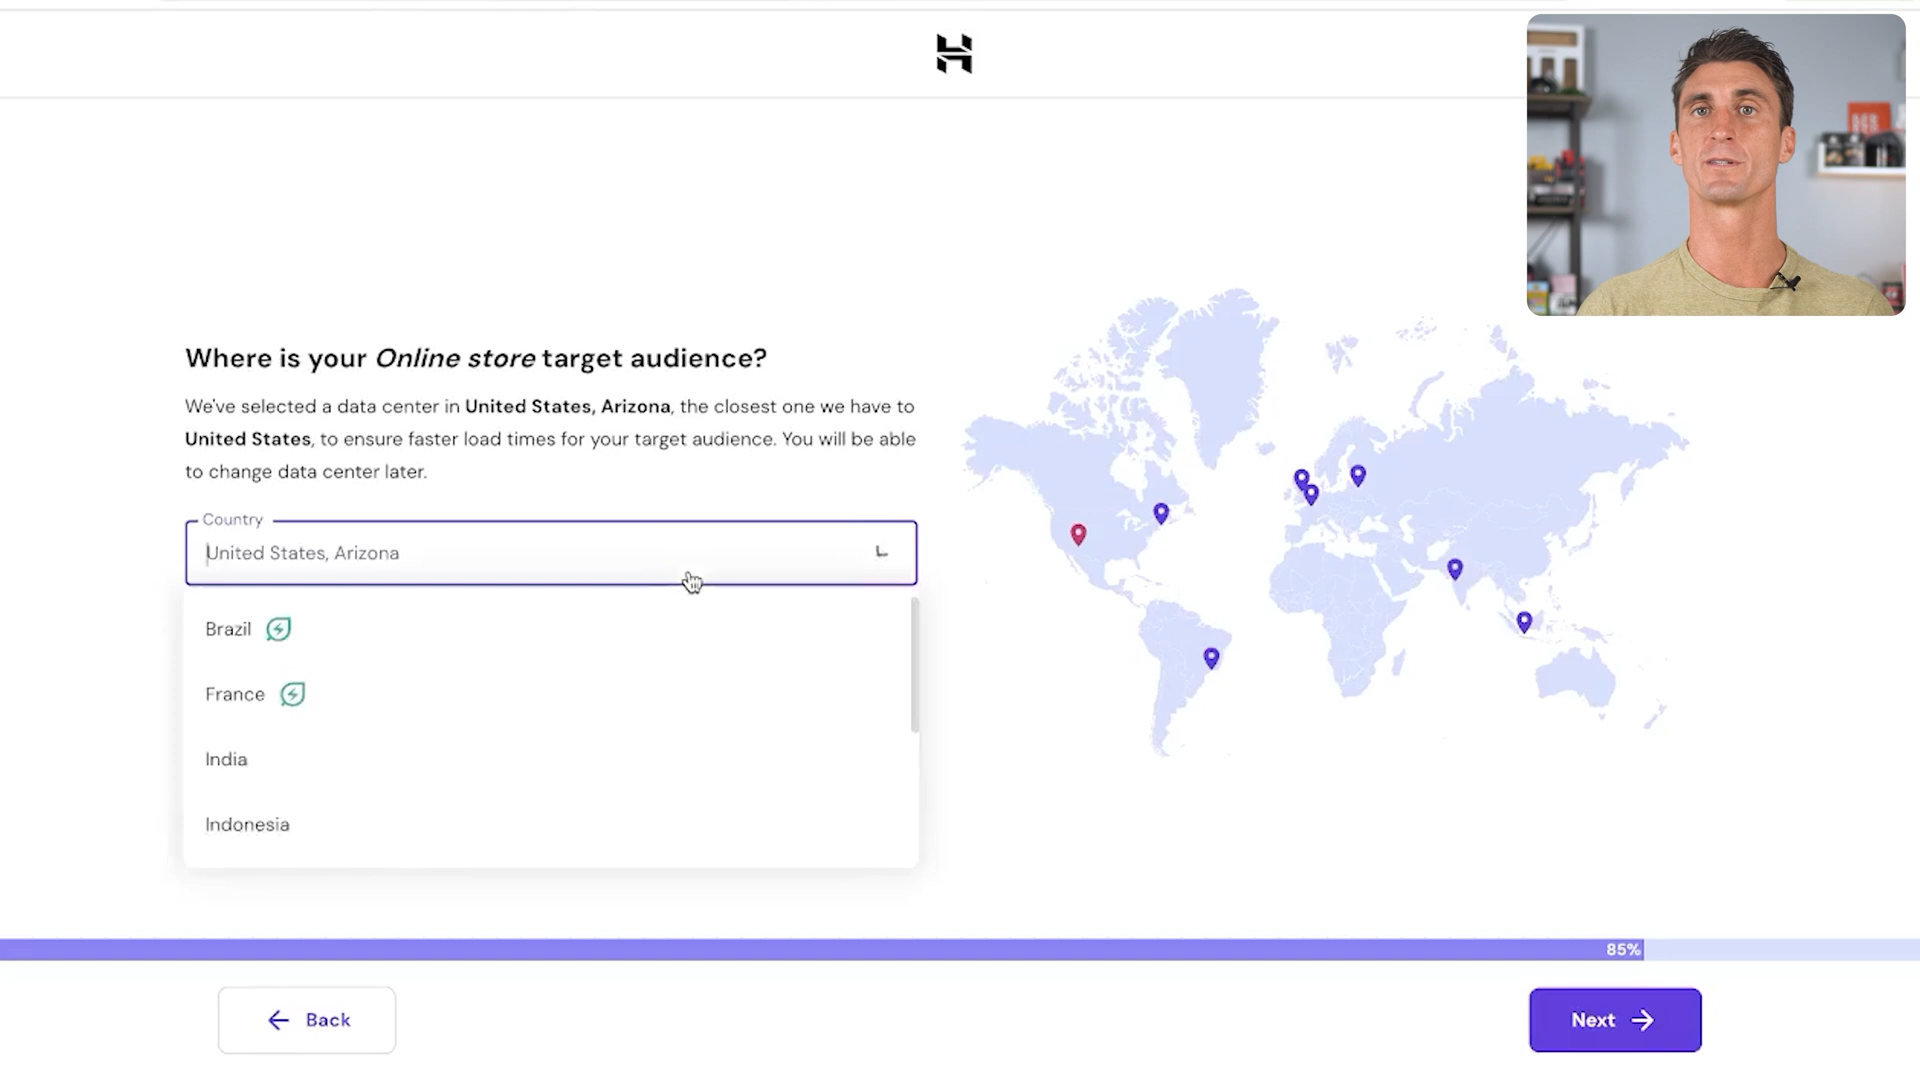 Where is your Online store target audience?
We've selected a data center in United States, Arizona, the closest one we have to
United States, to ensure faster load times for your target audience. You will be able
to change data center later.
Country
United States, Arizona
Brazil
France
India
Indonesia
85%
Back
Next